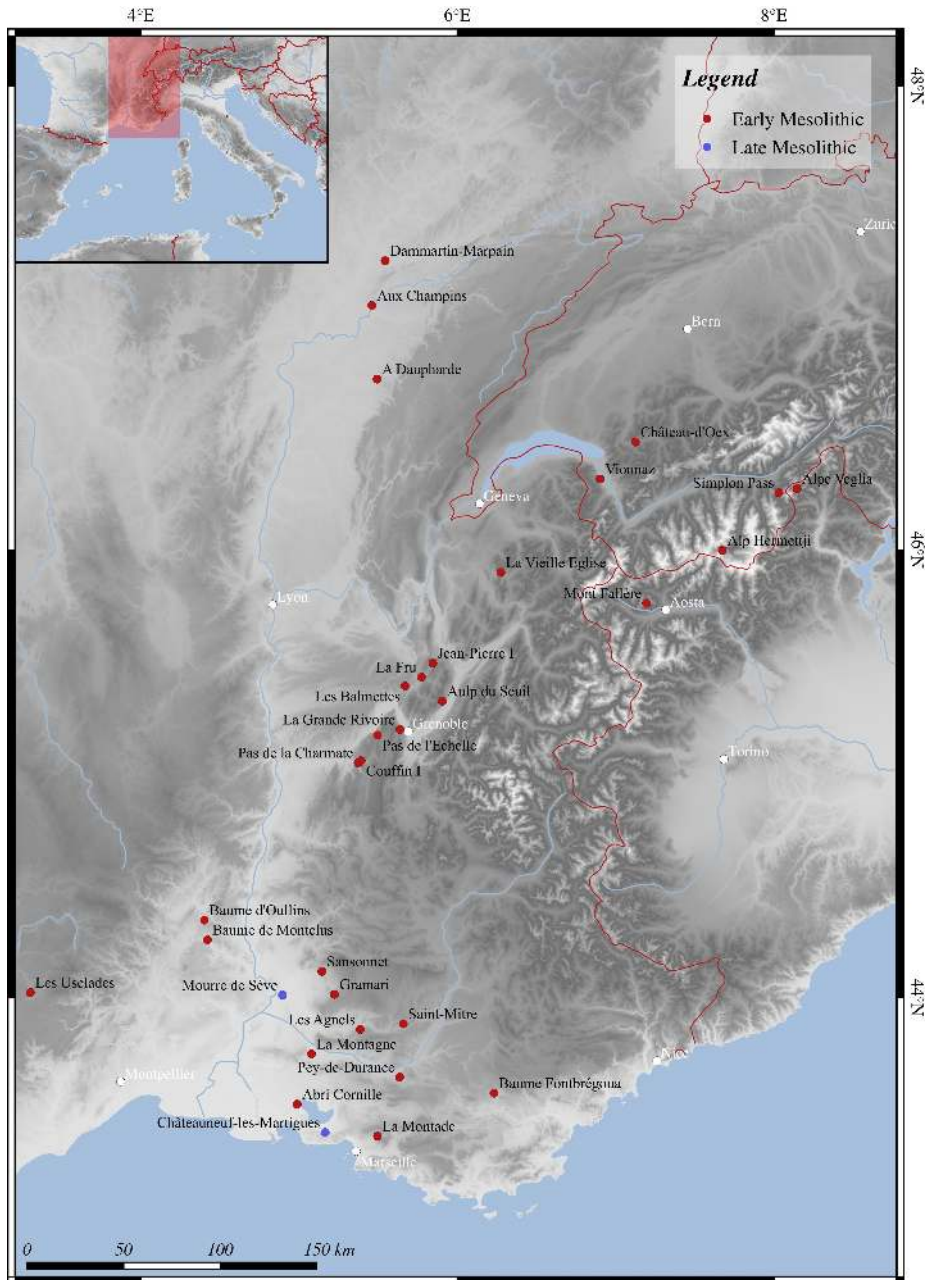 4°E 6°E 8°E
Legend
48°N
Early Mesolithic
Late Mesolithic
Zuric
Dammartin-Marpain
Aux Champins
Bern
A Daupharde
Château-d'Oex
Vionnaz
Simplon Pass
Alpe Veglia
Geneva
Alp Hermettji
46°N
La Vieille Eglise
Mont Fallère
Lyon
Aosta
Jean-Pierre I
La Fru
Les Balmettes
Aulp du Seuil
La Grande Rivoire
Grenoble
Pas de l'Echelle
Pas de la Charmate
Torino
Couffin I
Baume d'Oullins
Baume de Montclus
Sansonnet
Les Usclades
Mourre de Sève
Gramari
44°N
Les Agnels
Saint-Mitre
La Montagne
Nice
Pey-de-Durance
Montpellier
Baume Fontbrégoua
Abri Cornille
Châteauneuf-les-Martigues
La Montade
Marseille
0 50 100 150 km